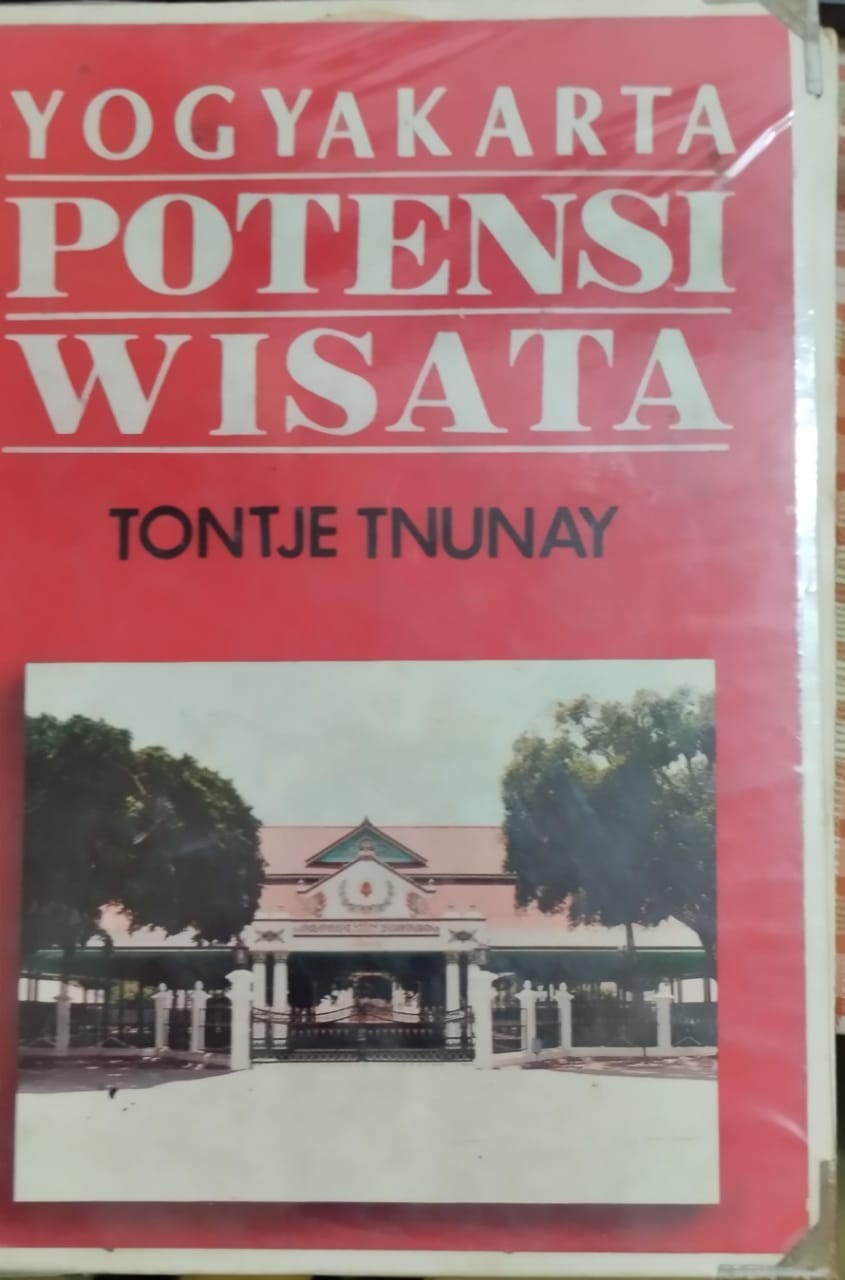 YOGYAKARTA
POTENSI
WISATA
TONTJE TNUNAY